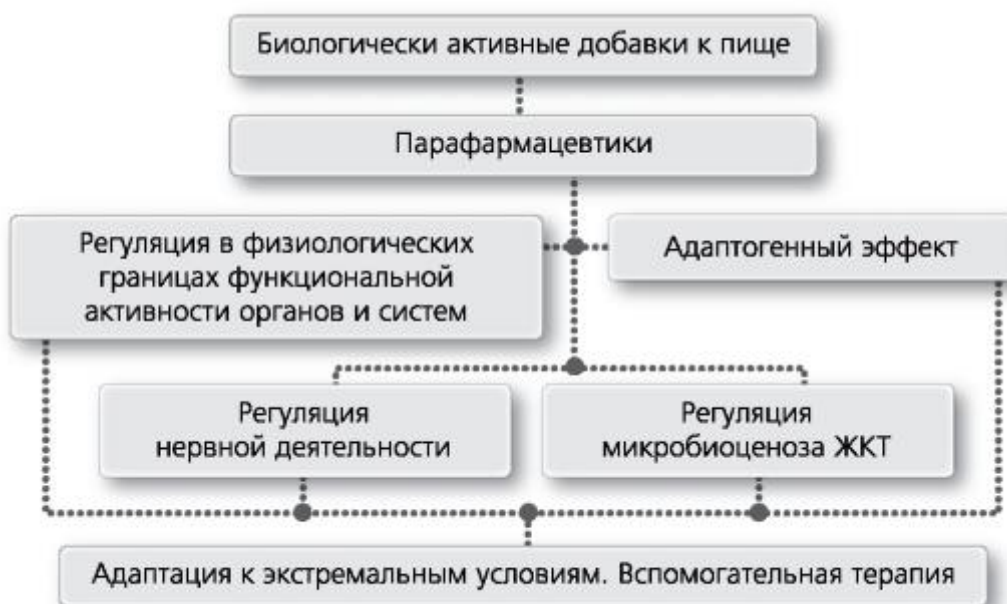 Биологически активные добавки к пище
Парафармацевтики
Регуляция в физиологических
границах функциональной
активности органов и систем
Адаптогенный эффект
Регуляция
нервной деятельности
Регуляция
микробиоценоза ЖКТ
Адаптация к экстремальным условиям. Вспомогательная терапия